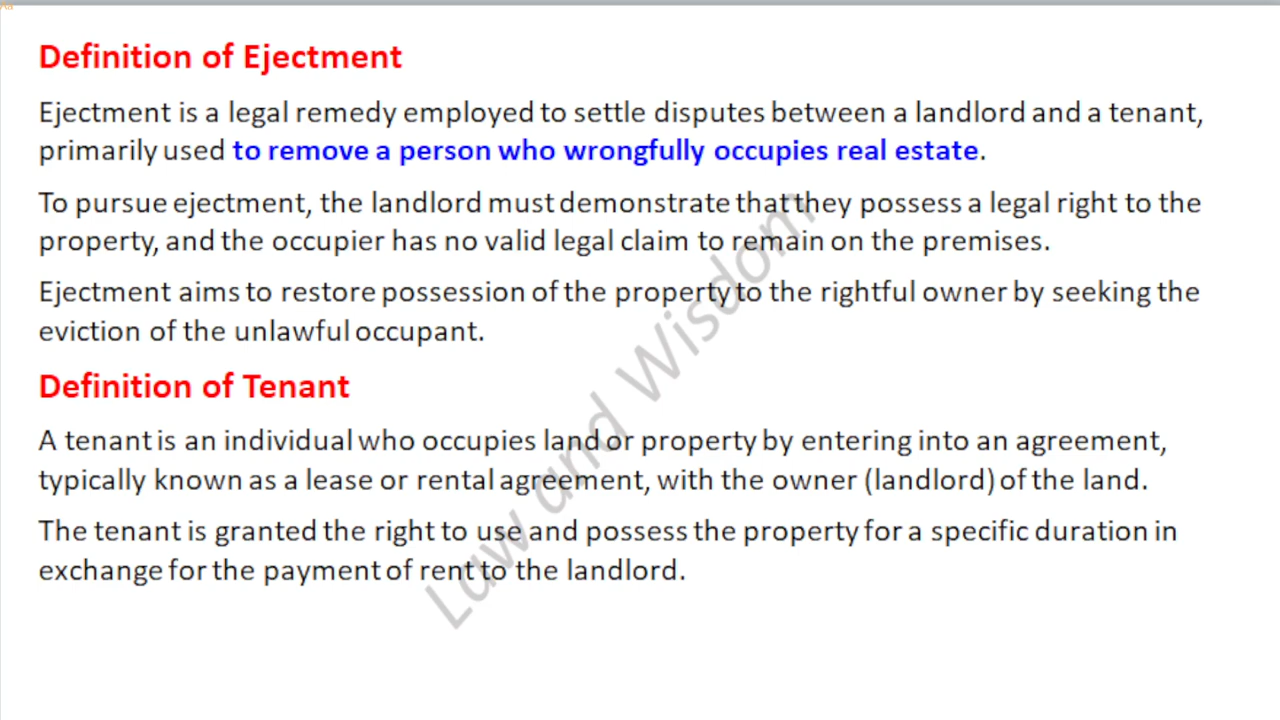 Definition of Ejectment
Ejectment is a legal remedy employed to settle disputes between a landlord and a tenant,
primarily used to remove a person who wrongfully occupies real estate.
To pursue ejectment, the landlord must demonstrate that they possess a legal right to the
property, and the occupier has no valid legal claim to remain on the premises.
Ejectment aims to restore possession of the property to the rightful owner by seeking the
eviction of the unlawful occupant.
Definition of Tenant
A tenant is an individual who occupies land or property by entering into an agreement,
typically known as a lease or rental agreement, with the owner (landlord) of the land.
The tenant is granted the right to use and possess the property for a specific duration in
exchange for the payment of rent to the landlord.
Law and Wisdom